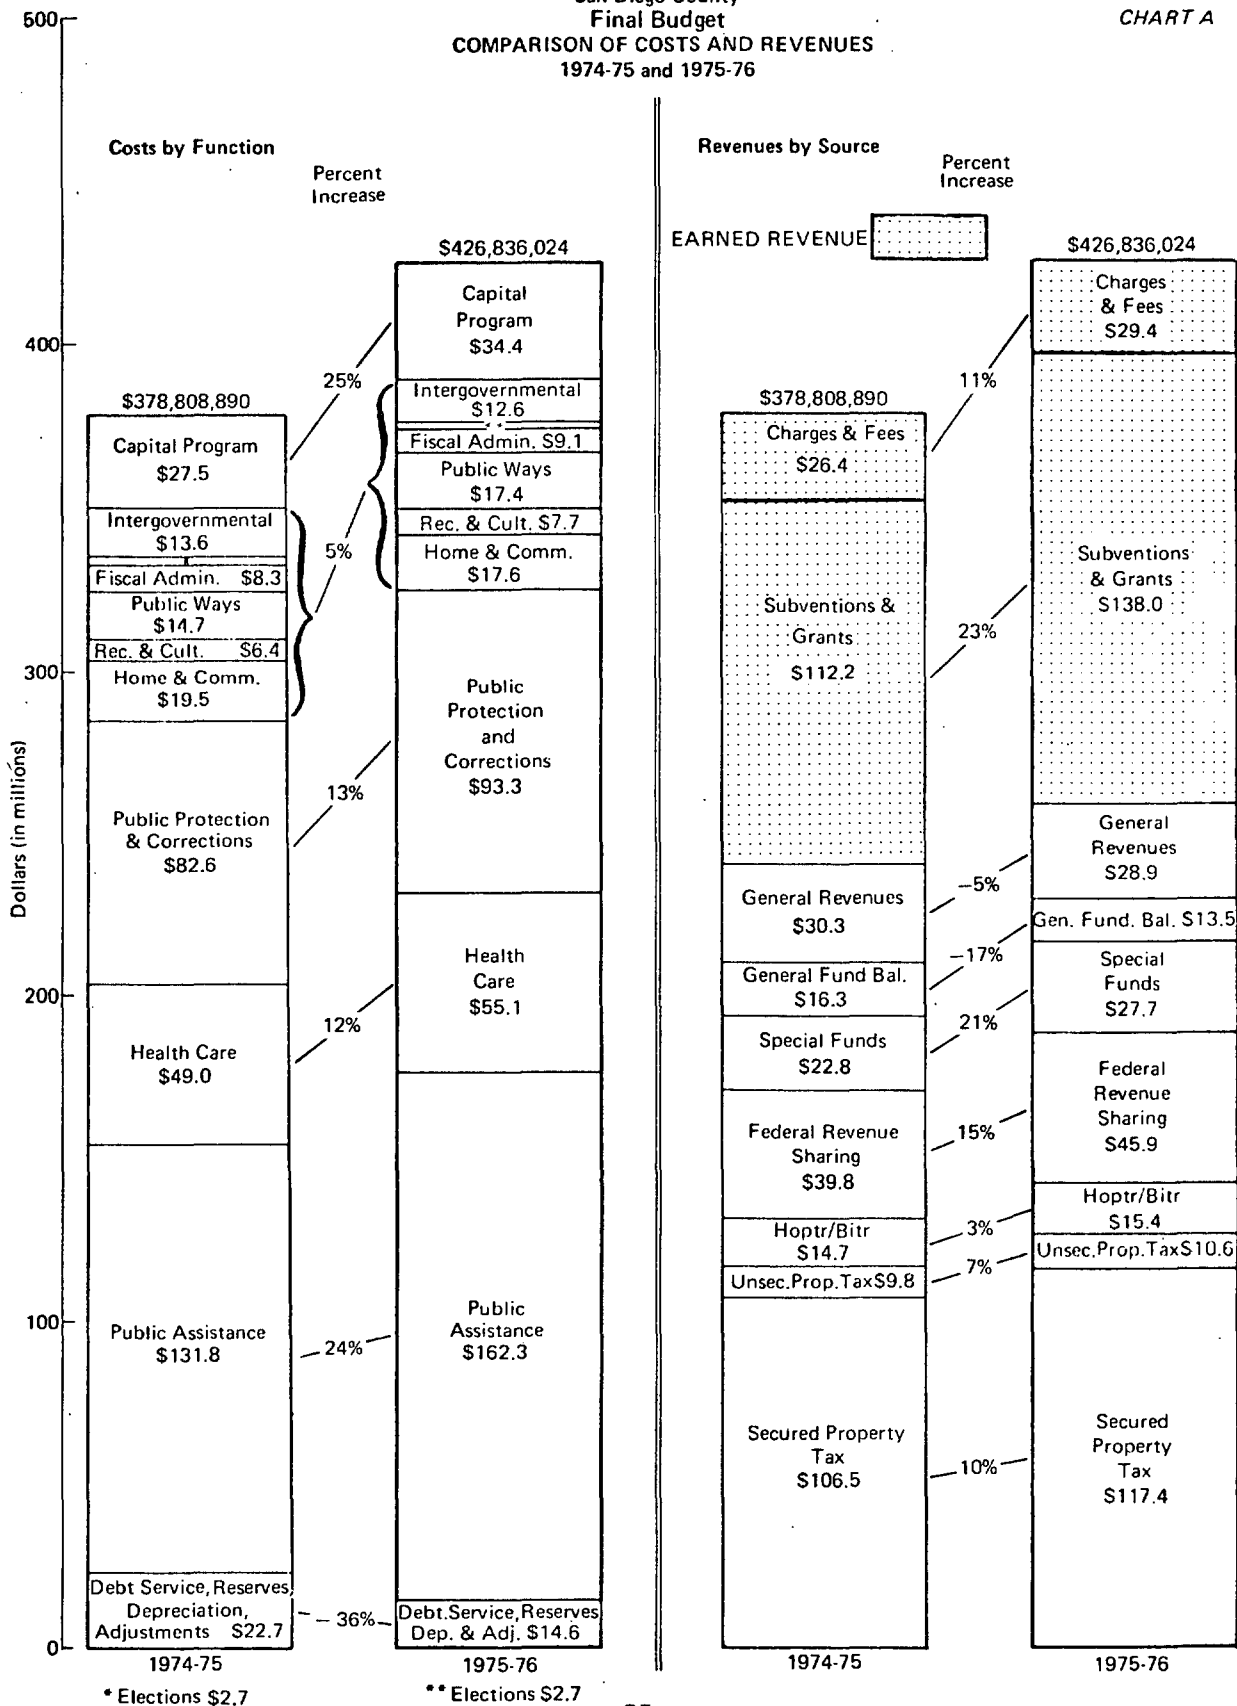 San Diego County
Final Budget
CHART A
COMPARISON OF COSTS AND REVENUES
1974-75 and 1975-76
500
400
300
200
100
0
Dollars (in millions)
Costs by Function
Percent
Increase
$378,808,890
Capital Program
$27.5
Intergovernmental
$13.6
*
Fiscal Admin. $8.3
Public Ways
$14.7
Rec. & Cult. $6.4
Home & Comm.
$19.5
Public Protection
& Corrections
$82.6
Health Care
$49.0
Public Assistance
$131.8
Debt Service, Reserves
Depreciation,
Adjustments $22.7
1974-75
* Elections $2.7
25%
5%
13%
12%
24%
-36%
$426,836,024
Capital
Program
$34.4
Intergovernmental
$12.6
**
Fiscal Admin. $9.1
Public Ways
$17.4
Rec. & Cult. $7.7
Home & Comm.
$17.6
Public
Protection
and
Corrections
$93.3
Health
Care
$55.1
Public
Assistance
$162.3
Debt.Service, Reserves
Dep. & Adj. $14.6
1975-76
** Elections $2.7
Revenues by Source
Percent
Increase
EARNED REVENUE
$378,808,890
Charges & Fees
$26.4
Subventions &
Grants
$112.2
General Revenues
$30.3
General Fund Bal.
$16.3
Special Funds
$22.8
Federal Revenue
Sharing
$39.8
Hoptr/Bitr
$14.7
Unsec.Prop.Tax $9.8
Secured Property
Tax
$106.5
1974-75
11%
23%
-5%
-17%
21%
15%
3%
7%
10%
$426,836,024
Charges
& Fees
$29.4
Subventions
& Grants
$138.0
General
Revenues
$28.9
Gen. Fund. Bal. $13.5
Special
Funds
$27.7
Federal
Revenue
Sharing
$45.9
Hoptr/Bitr
$15.4
Unsec.Prop.Tax $10.6
Secured
Property
Tax
$117.4
1975-76